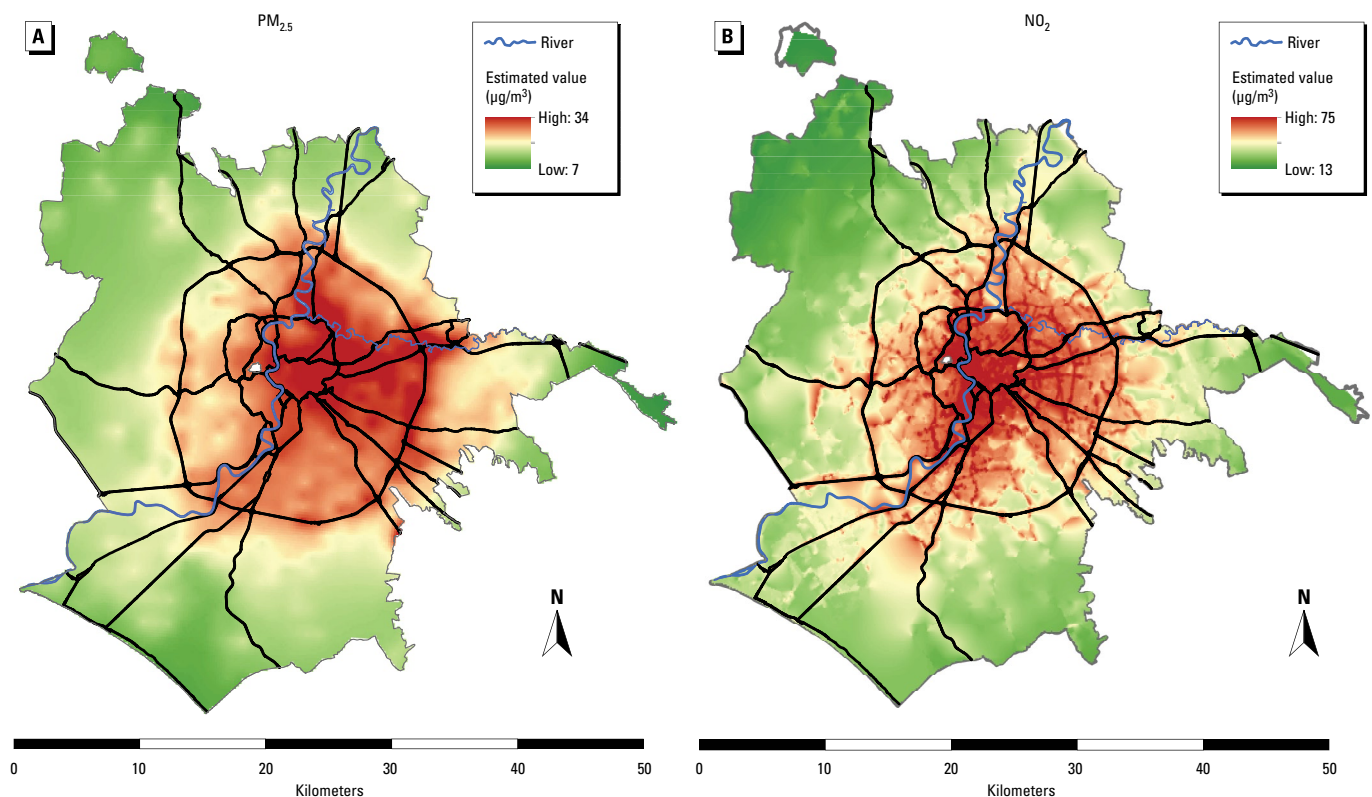 A
PM2.5
River
Estimated value
(µg/m3)
High: 34
Low: 7
N
0 10 20 30 40 50
Kilometers
B
NO2
River
Estimated value
(µg/m3)
High: 75
Low: 13
N
0 10 20 30 40 50
Kilometers